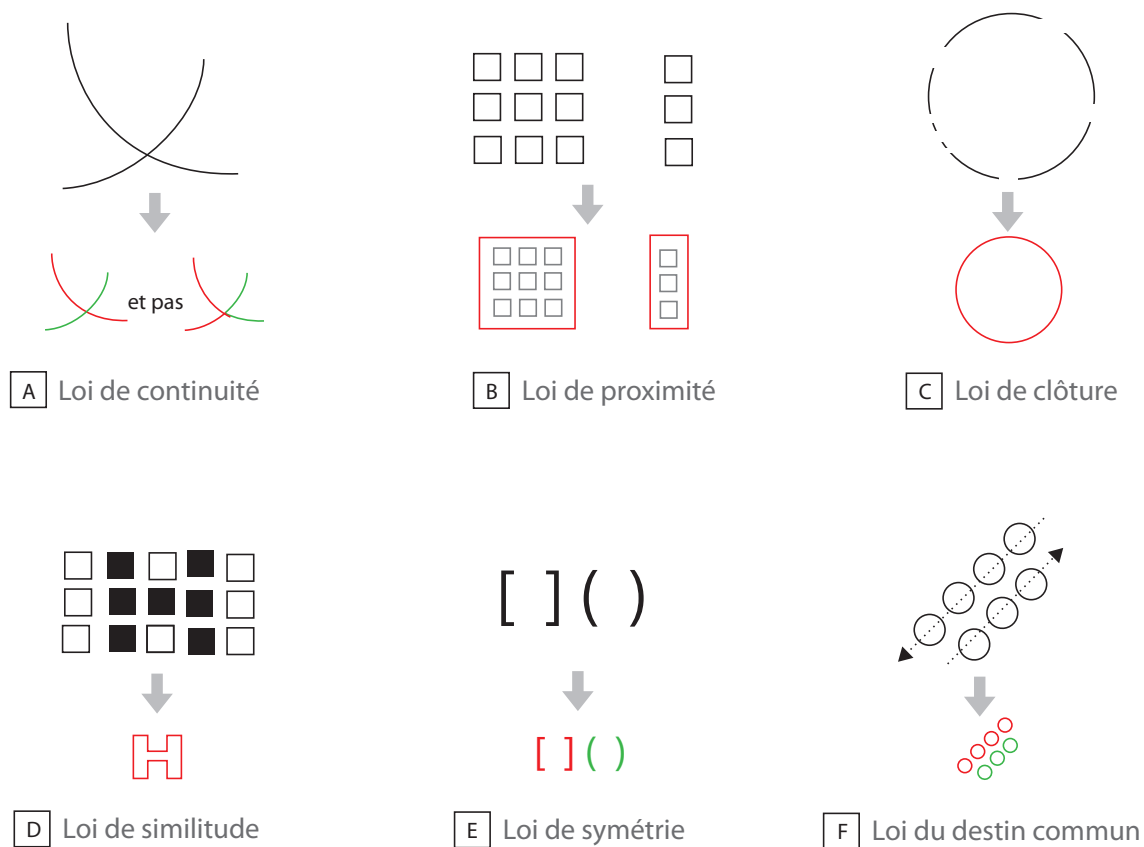 et pas
A Loi de continuité
B Loi de proximité
C Loi de clôture
[ ] ( )
[ ] ( )
D Loi de similitude
E Loi de symétrie
F Loi du destin commun